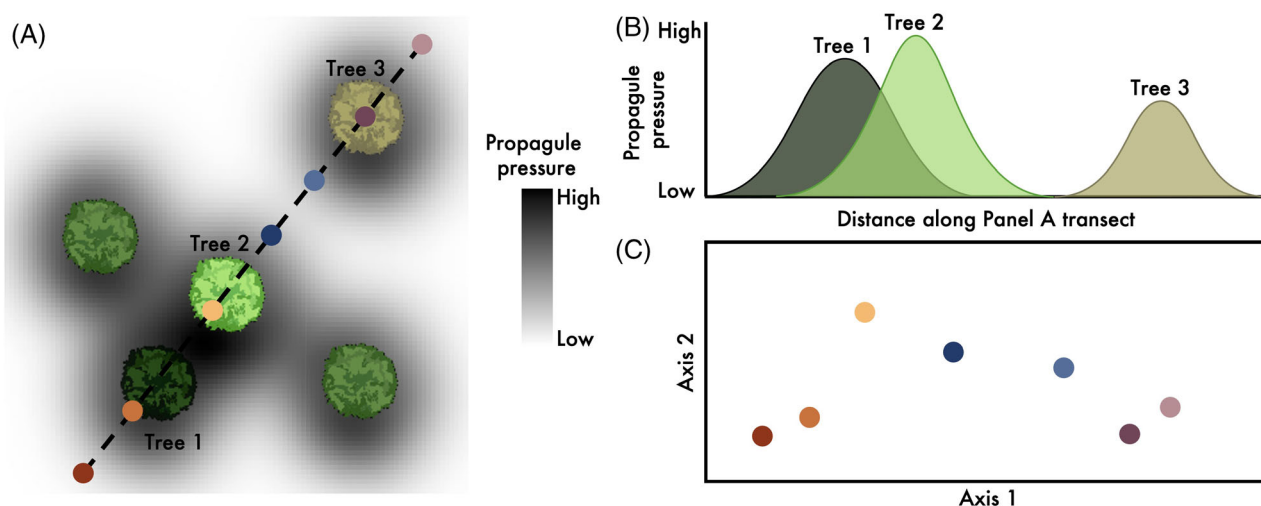 (A)
Tree 3
Tree 2
Tree 1
Propagule
pressure
High
Low
(B)
High
Low
Propagule
pressure
Tree 1
Tree 2
Tree 3
Distance along Panel A transect
(C)
Axis 2
Axis 1